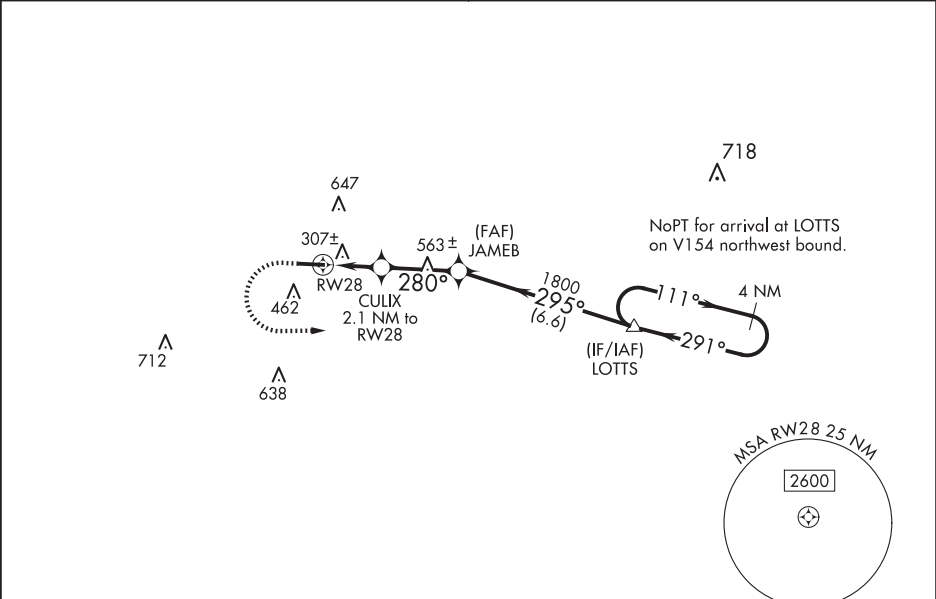 718
647
NoPT for arrival at LOTTS
on V154 northwest bound.
307±
563±
(FAF)
JAMEB
RW28
280°
1800
295°
(6.6)
111°
4 NM
462
CULIX
2.1 NM to
RW28
291°
(IF/IAF)
LOTTS
712
638
MSA RW28 25 NM
2600